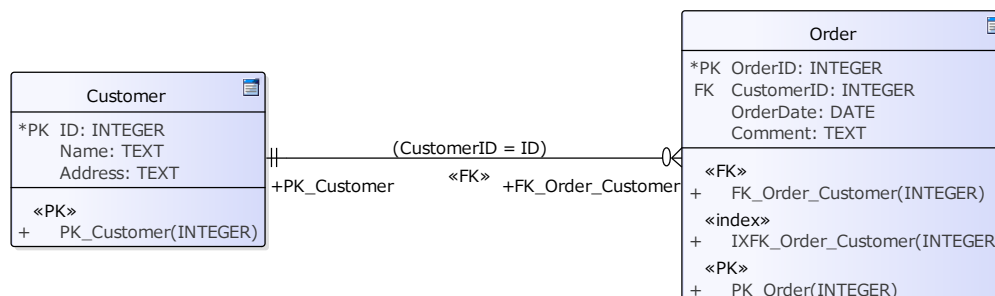 Customer
*PK ID: INTEGER
Name: TEXT
Address: TEXT
«PK»
+ PK_Customer(INTEGER)
(CustomerID = ID)
+PK_Customer «FK» +FK_Order_Customer
Order
*PK OrderID: INTEGER
FK CustomerID: INTEGER
OrderDate: DATE
Comment: TEXT
«FK»
+ FK_Order_Customer(INTEGER)
«index»
+ IXFK_Order_Customer(INTEGER
«PK»
+ PK_Order(INTEGER)